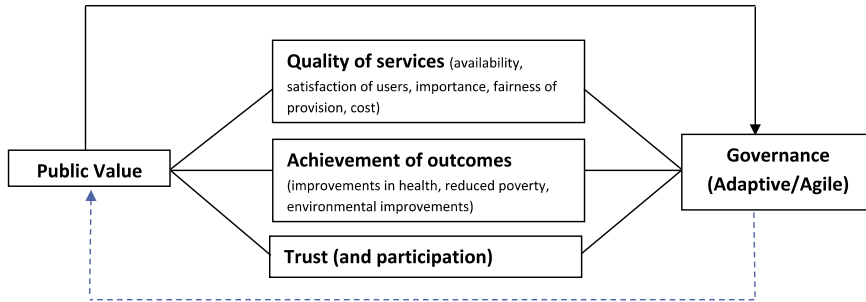 Quality of services (availability,
satisfaction of users, importance, fairness of
provision, cost)
Public Value
Achievement of outcomes
(improvements in health, reduced poverty,
environmental improvements)
Trust (and participation)
Governance
(Adaptive/Agile)